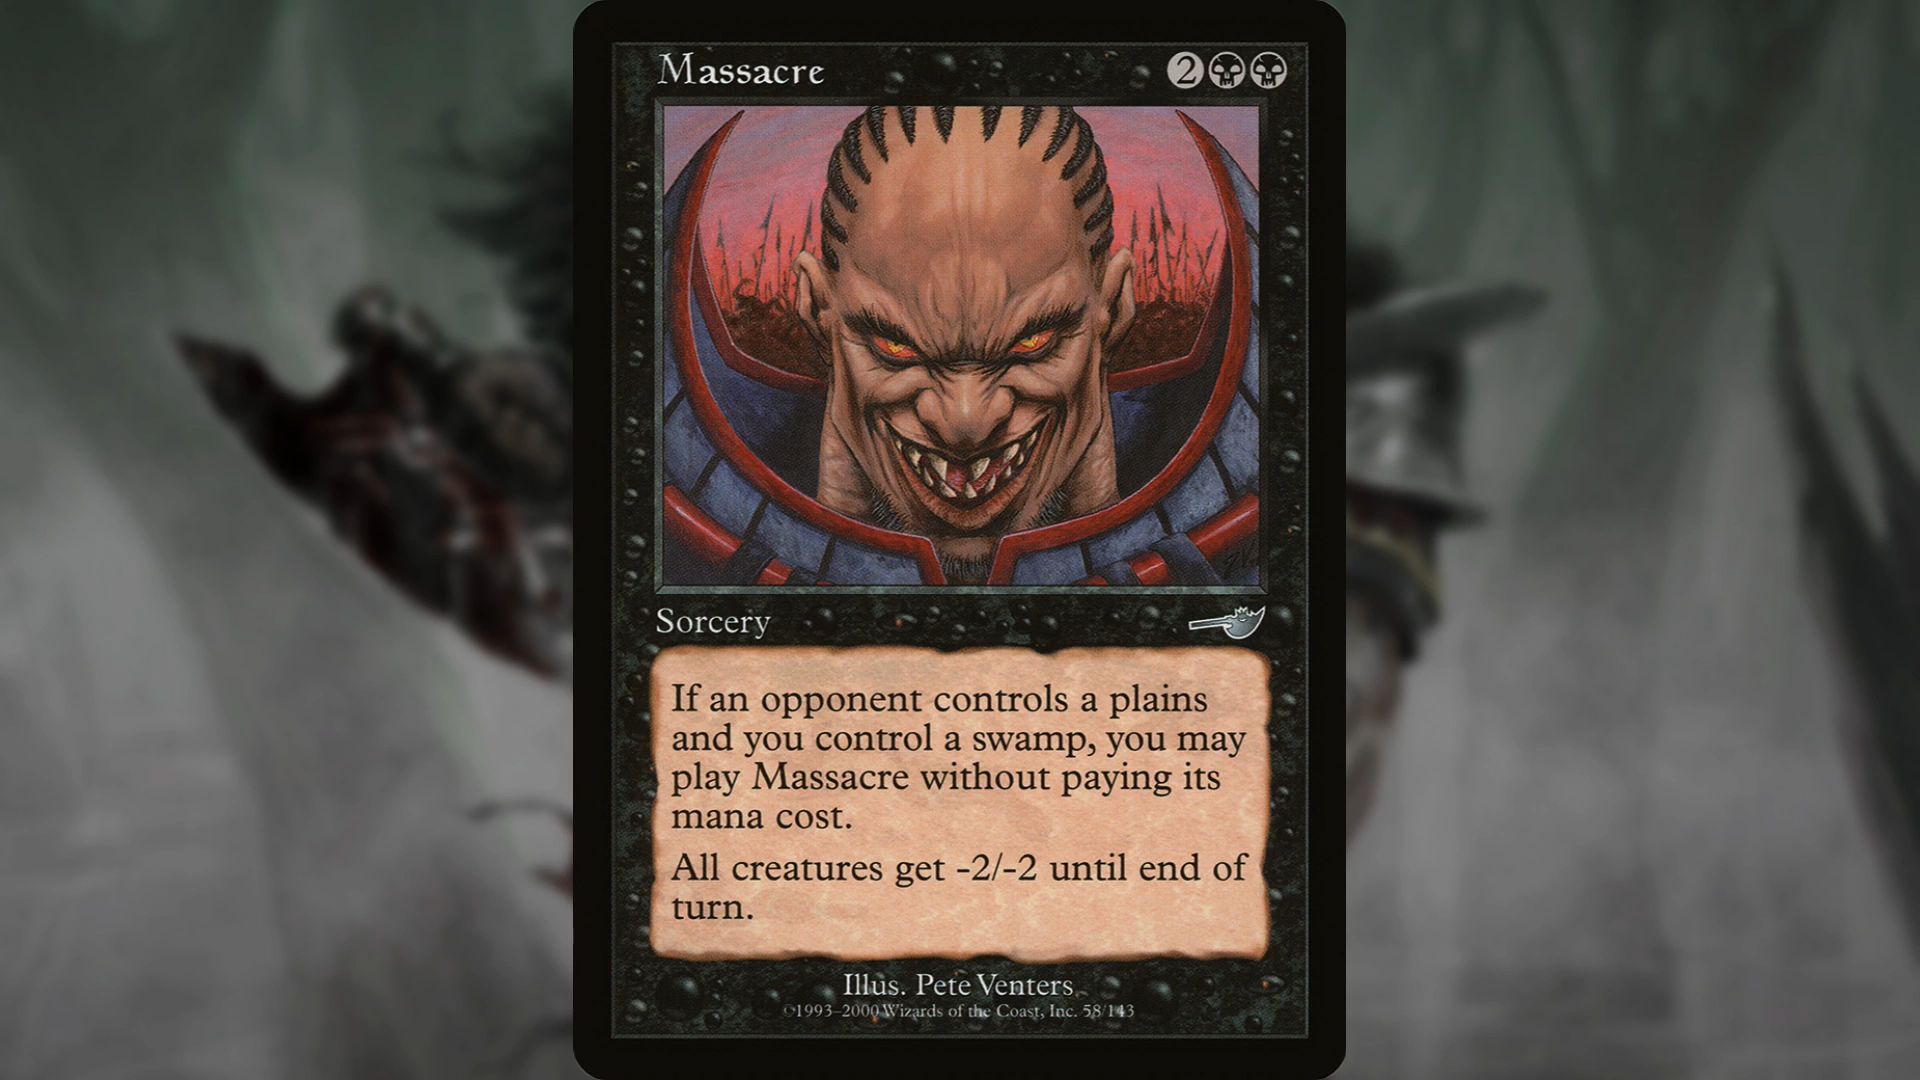 Massacre 2
Sorcery
If an opponent controls a plains
and you control a swamp, you may
play Massacre without paying its
mana cost.
All creatures get -2/-2 until end of
turn.
Illus. Pete Venters
©1993–2000 Wizards of the Coast, Inc. 58/143